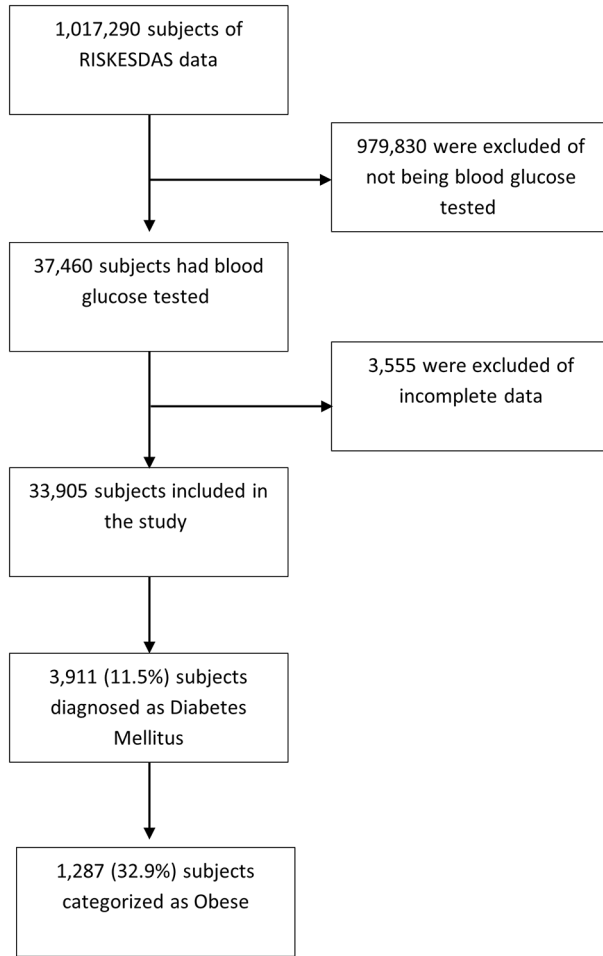 1,017,290 subjects of
RISKESDAS data
979,830 were excluded of
not being blood glucose
tested
37,460 subjects had blood
glucose tested
3,555 were excluded of
incomplete data
33,905 subjects included in
the study
3,911 (11.5%) subjects
diagnosed as Diabetes
Mellitus
1,287 (32.9%) subjects
categorized as Obese